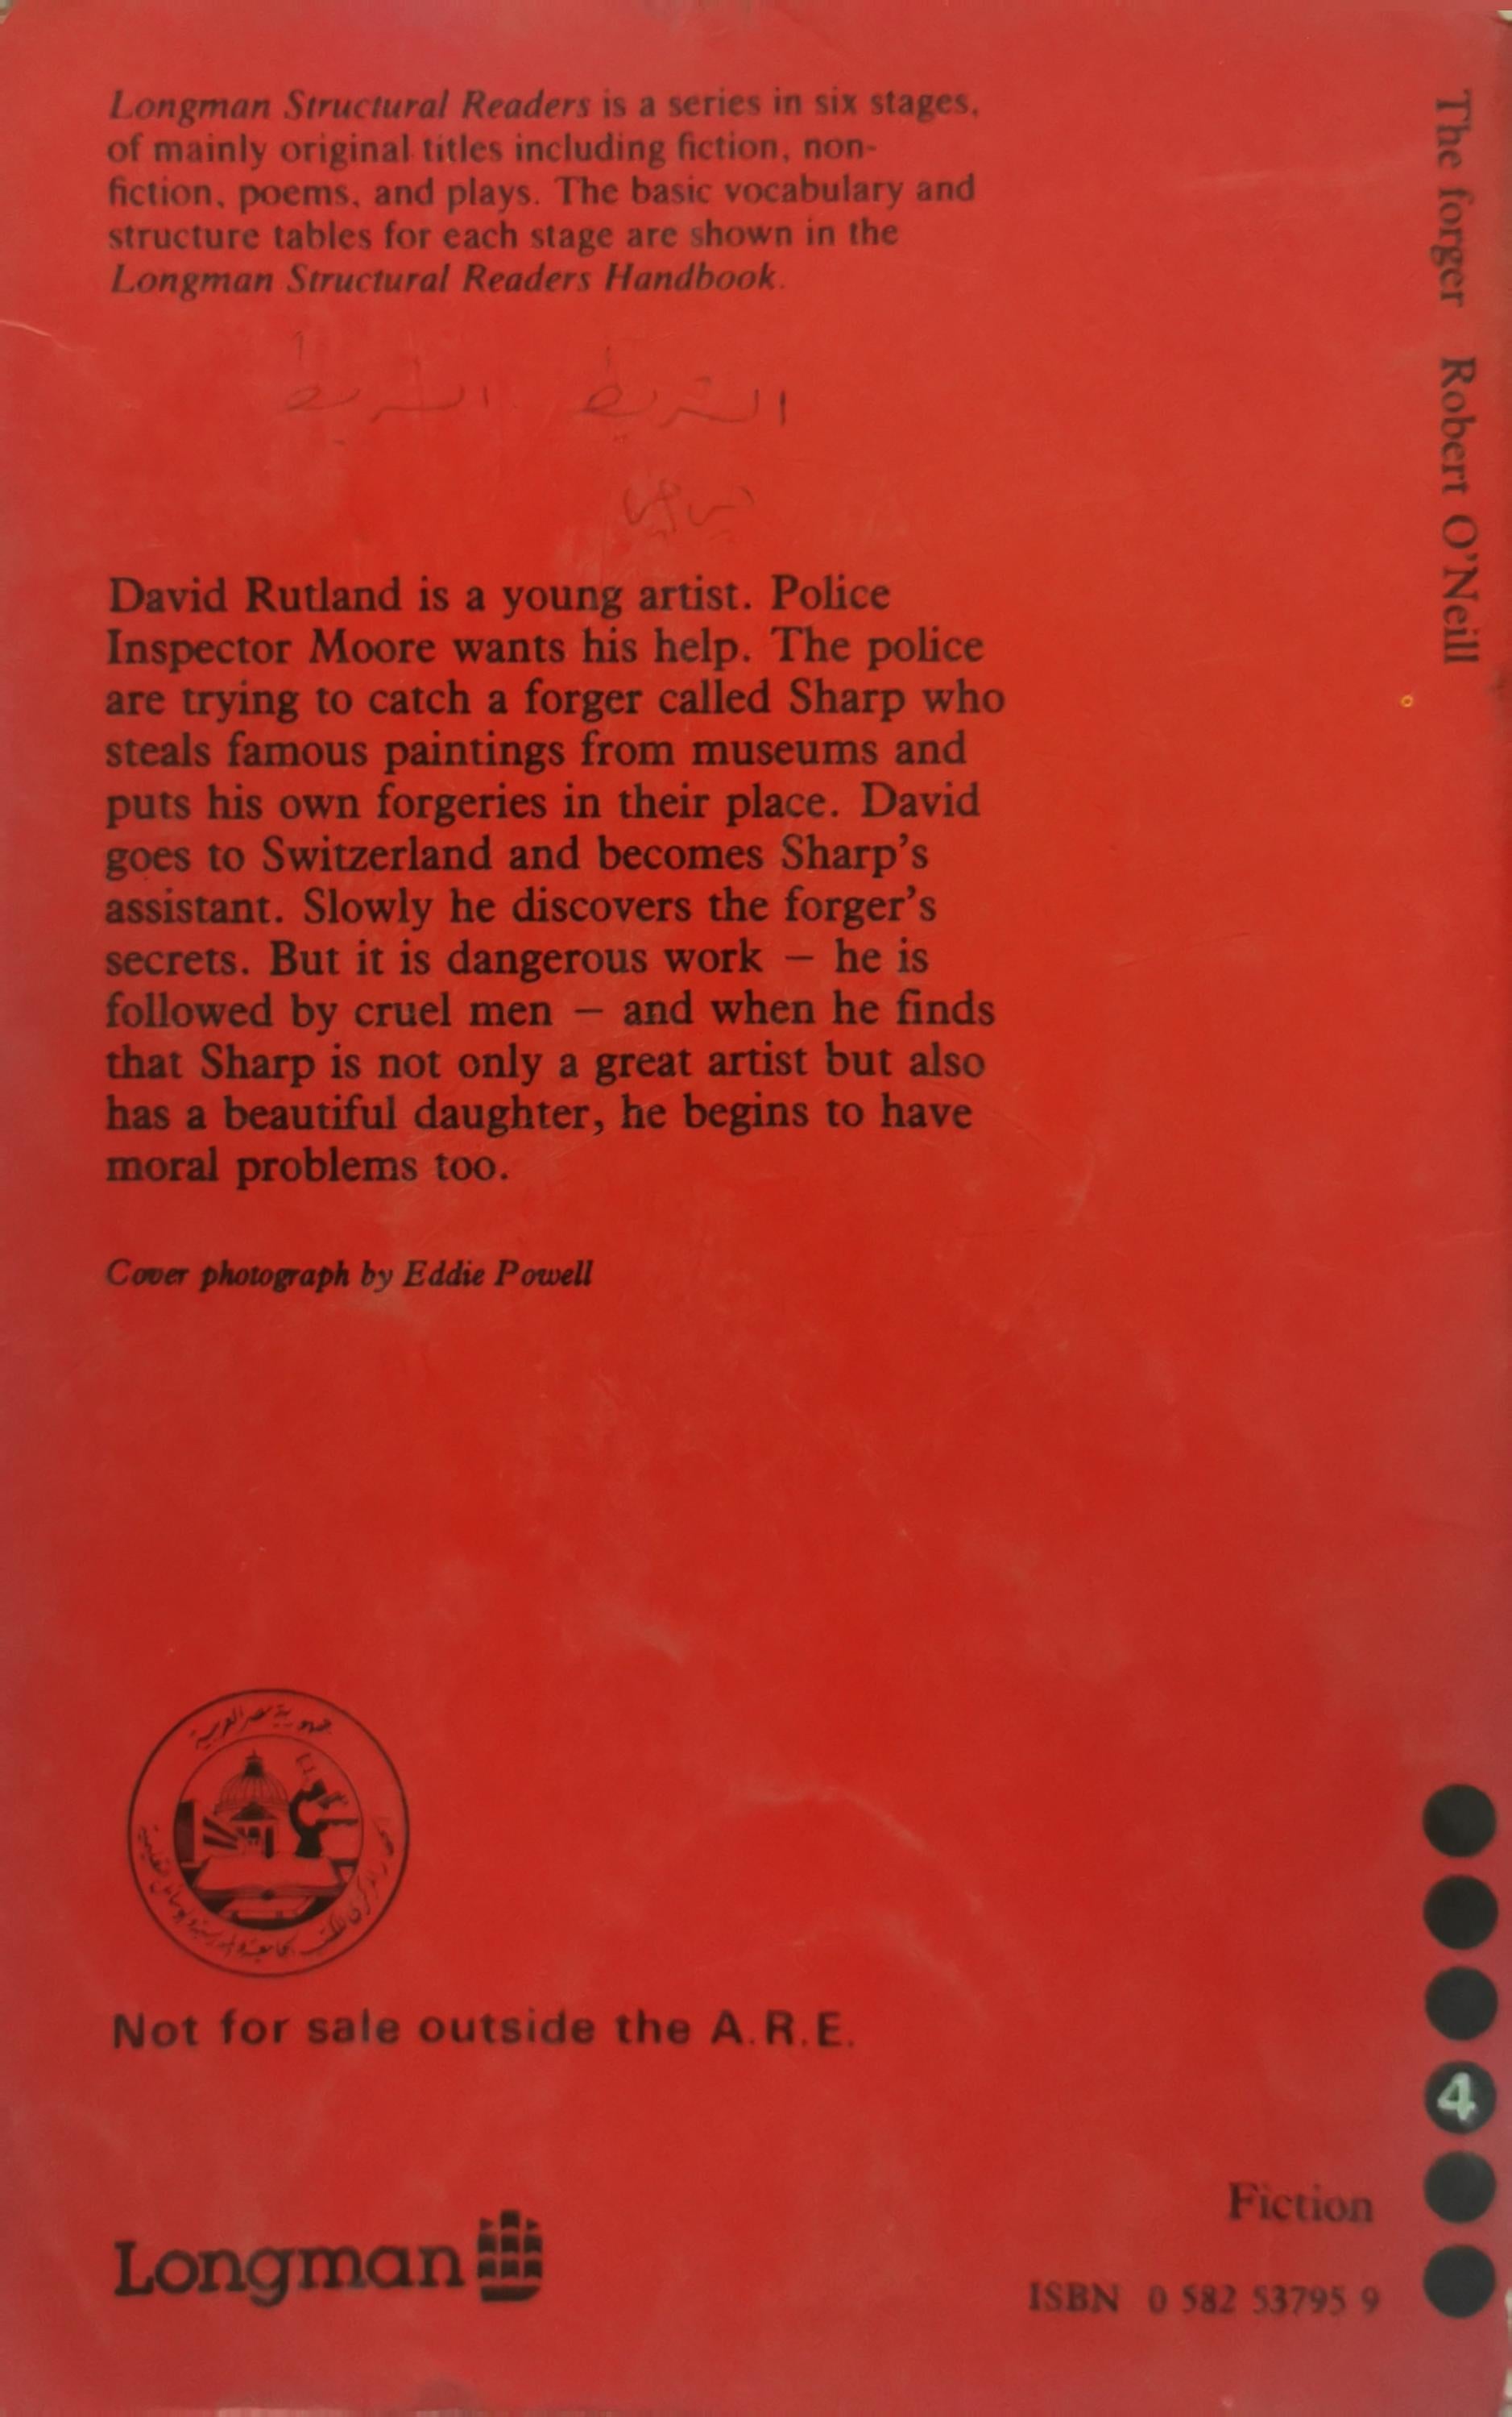 Longman Structural Readers is a series in six stages,
of mainly original titles including fiction, non-
fiction, poems, and plays. The basic vocabulary and
structure tables for each stage are shown in the
Longman Structural Readers Handbook.
David Rutland is a young artist. Police
Inspector Moore wants his help. The police
are trying to catch a forger called Sharp who
steals famous paintings from museums and
puts his own forgeries in their place. David
goes to Switzerland and becomes Sharp's
assistant. Slowly he discovers the forger's
secrets. But it is dangerous work – he is
followed by cruel men – and when he finds
that Sharp is not only a great artist but also
has a beautiful daughter, he begins to have
moral problems too.
Cover photograph by Eddie Powell
جمهورية مصر العربية
Not for sale outside the A.R.E.
Longman
Fiction
ISBN 0 582 53795 9
The forger Robert O'Neill
4